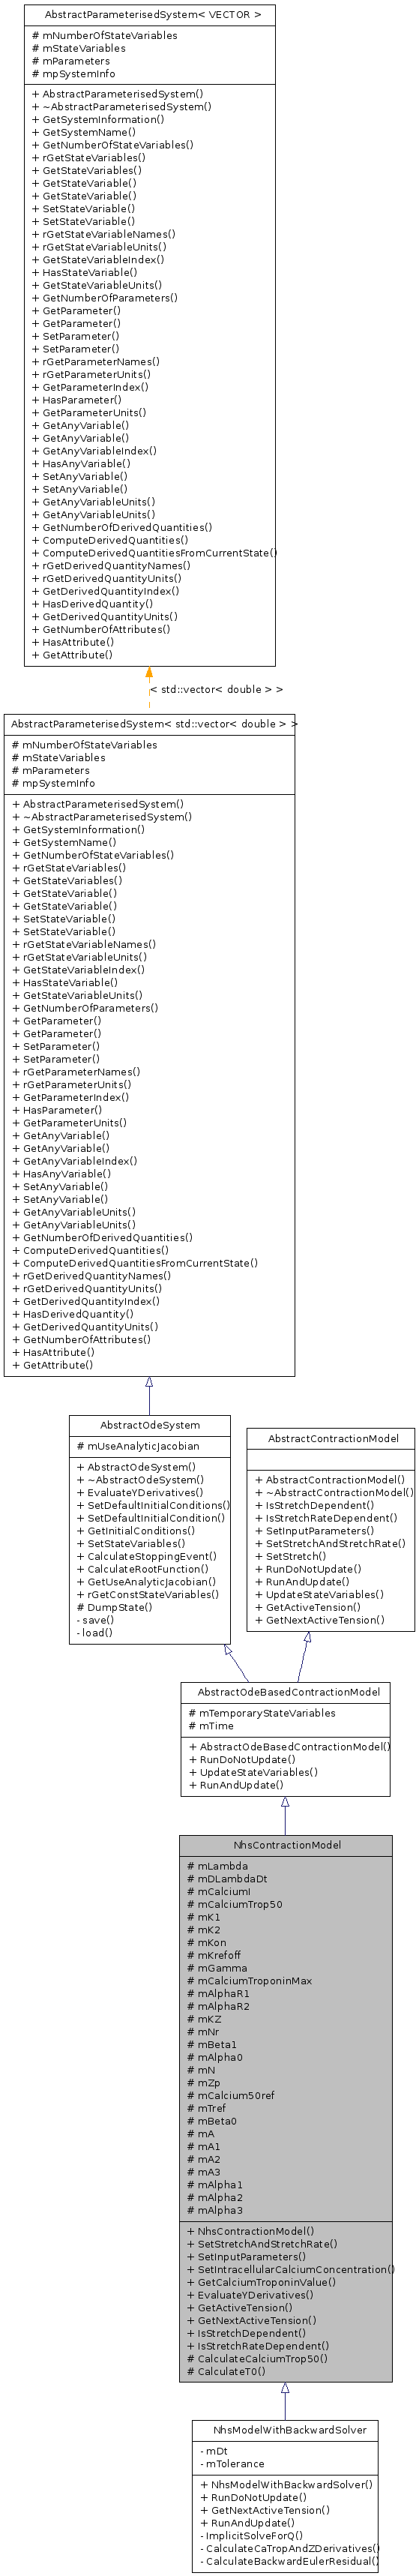 AbstractParameterisedSystem< VECTOR >
# mNumberOfStateVariables
# mStateVariables
# mParameters
# mpSystemInfo
+ AbstractParameterisedSystem()
+ ~AbstractParameterisedSystem()
+ GetSystemInformation()
+ GetSystemName()
+ GetNumberOfStateVariables()
+ rGetStateVariables()
+ GetStateVariables()
+ GetStateVariable()
+ GetStateVariable()
+ SetStateVariable()
+ SetStateVariable()
+ rGetStateVariableNames()
+ rGetStateVariableUnits()
+ GetStateVariableIndex()
+ HasStateVariable()
+ GetStateVariableUnits()
+ GetNumberOfParameters()
+ GetParameter()
+ GetParameter()
+ SetParameter()
+ SetParameter()
+ rGetParameterNames()
+ rGetParameterUnits()
+ GetParameterIndex()
+ HasParameter()
+ GetParameterUnits()
+ GetAnyVariable()
+ GetAnyVariable()
+ GetAnyVariableIndex()
+ HasAnyVariable()
+ SetAnyVariable()
+ SetAnyVariable()
+ GetAnyVariableUnits()
+ GetAnyVariableUnits()
+ GetNumberOfDerivedQuantities()
+ ComputeDerivedQuantities()
+ ComputeDerivedQuantitiesFromCurrentState()
+ rGetDerivedQuantityNames()
+ rGetDerivedQuantityUnits()
+ GetDerivedQuantityIndex()
+ HasDerivedQuantity()
+ GetDerivedQuantityUnits()
+ GetNumberOfAttributes()
+ HasAttribute()
+ GetAttribute()
< std::vector< double > >
AbstractParameterisedSystem< std::vector< double > >
# mNumberOfStateVariables
# mStateVariables
# mParameters
# mpSystemInfo
+ AbstractParameterisedSystem()
+ ~AbstractParameterisedSystem()
+ GetSystemInformation()
+ GetSystemName()
+ GetNumberOfStateVariables()
+ rGetStateVariables()
+ GetStateVariables()
+ GetStateVariable()
+ GetStateVariable()
+ SetStateVariable()
+ SetStateVariable()
+ rGetStateVariableNames()
+ rGetStateVariableUnits()
+ GetStateVariableIndex()
+ HasStateVariable()
+ GetStateVariableUnits()
+ GetNumberOfParameters()
+ GetParameter()
+ GetParameter()
+ SetParameter()
+ SetParameter()
+ rGetParameterNames()
+ rGetParameterUnits()
+ GetParameterIndex()
+ HasParameter()
+ GetParameterUnits()
+ GetAnyVariable()
+ GetAnyVariable()
+ GetAnyVariableIndex()
+ HasAnyVariable()
+ SetAnyVariable()
+ SetAnyVariable()
+ GetAnyVariableUnits()
+ GetAnyVariableUnits()
+ GetNumberOfDerivedQuantities()
+ ComputeDerivedQuantities()
+ ComputeDerivedQuantitiesFromCurrentState()
+ rGetDerivedQuantityNames()
+ rGetDerivedQuantityUnits()
+ GetDerivedQuantityIndex()
+ HasDerivedQuantity()
+ GetDerivedQuantityUnits()
+ GetNumberOfAttributes()
+ HasAttribute()
+ GetAttribute()
AbstractOdeSystem
# mUseAnalyticJacobian
+ AbstractOdeSystem()
+ ~AbstractOdeSystem()
+ EvaluateYDerivatives()
+ SetDefaultInitialConditions()
+ SetDefaultInitialCondition()
+ GetInitialConditions()
+ SetStateVariables()
+ CalculateStoppingEvent()
+ CalculateRootFunction()
+ GetUseAnalyticJacobian()
+ rGetConstStateVariables()
# DumpState()
- save()
- load()
AbstractContractionModel
+ AbstractContractionModel()
+ ~AbstractContractionModel()
+ IsStretchDependent()
+ IsStretchRateDependent()
+ SetInputParameters()
+ SetStretchAndStretchRate()
+ SetStretch()
+ RunDoNotUpdate()
+ RunAndUpdate()
+ UpdateStateVariables()
+ GetActiveTension()
+ GetNextActiveTension()
AbstractOdeBasedContractionModel
# mTemporaryStateVariables
# mTime
+ AbstractOdeBasedContractionModel()
+ RunDoNotUpdate()
+ UpdateStateVariables()
+ RunAndUpdate()
NhsContractionModel
# mLambda
# mDLambdaDt
# mCalciumI
# mCalciumTrop50
# mK1
# mK2
# mKon
# mKrefoff
# mGamma
# mCalciumTroponinMax
# mAlphaR1
# mAlphaR2
# mKZ
# mNr
# mBeta1
# mAlpha0
# mN
# mZp
# mCalcium50ref
# mTref
# mBeta0
# mA
# mA1
# mA2
# mA3
# mAlpha1
# mAlpha2
# mAlpha3
+ NhsContractionModel()
+ SetStretchAndStretchRate()
+ SetInputParameters()
+ SetIntracellularCalciumConcentration()
+ GetCalciumTroponinValue()
+ EvaluateYDerivatives()
+ GetActiveTension()
+ GetNextActiveTension()
+ IsStretchDependent()
+ IsStretchRateDependent()
# CalculateCalciumTrop50()
# CalculateT0()
NhsModelWithBackwardSolver
- mDt
- mTolerance
+ NhsModelWithBackwardSolver()
+ RunDoNotUpdate()
+ GetNextActiveTension()
+ RunAndUpdate()
- ImplicitSolveForQ()
- CalculateCaTropAndZDerivatives()
- CalculateBackwardEulerResidual()